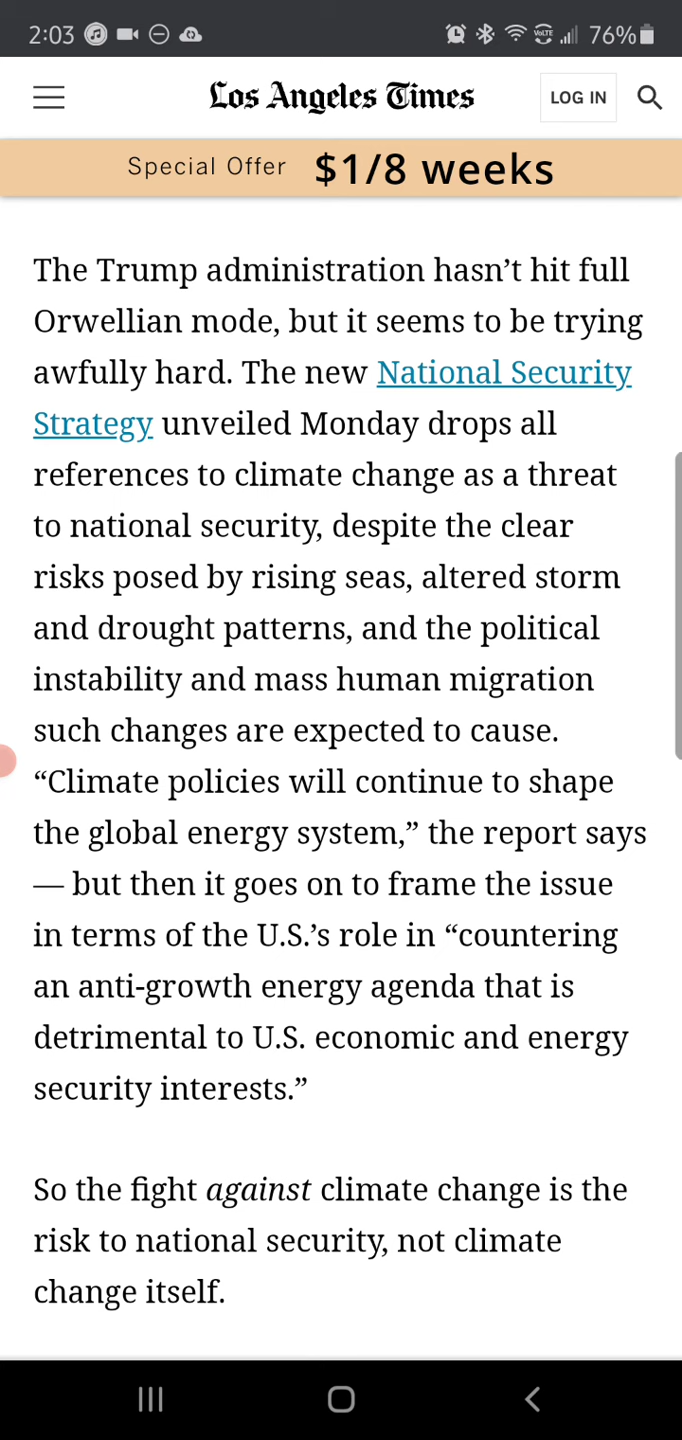 2:03 VoLTE 76%
Los Angeles Times LOG IN
Special Offer $1/8 weeks
The Trump administration hasn’t hit full
Orwellian mode, but it seems to be trying
awfully hard. The new National Security
Strategy unveiled Monday drops all
references to climate change as a threat
to national security, despite the clear
risks posed by rising seas, altered storm
and drought patterns, and the political
instability and mass human migration
such changes are expected to cause.
“Climate policies will continue to shape
the global energy system,” the report says
— but then it goes on to frame the issue
in terms of the U.S.’s role in “countering
an anti-growth energy agenda that is
detrimental to U.S. economic and energy
security interests.”
So the fight against climate change is the
risk to national security, not climate
change itself.